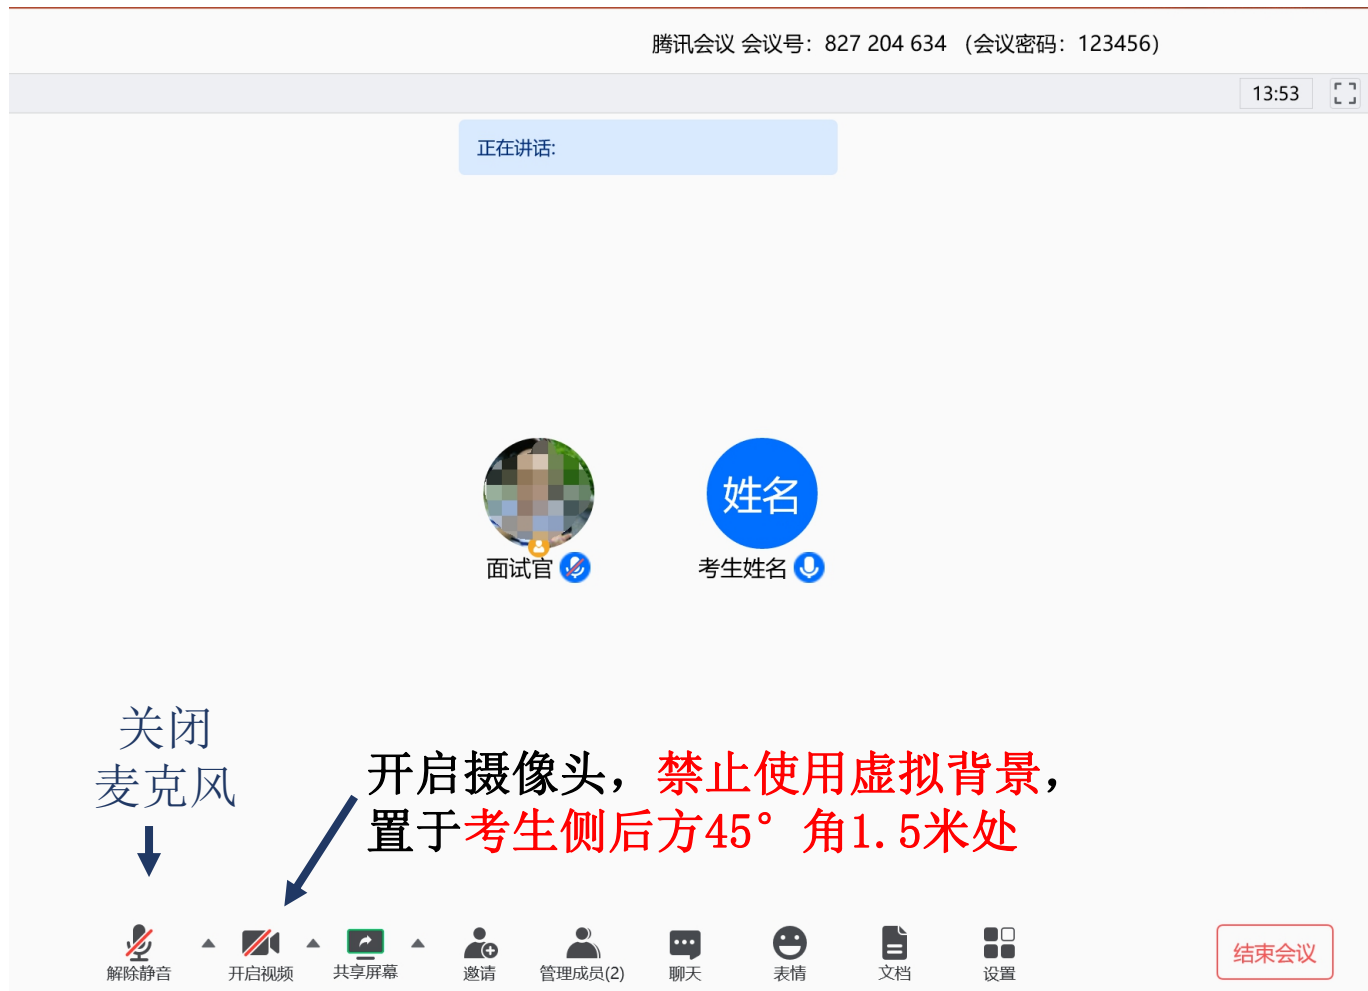 腾讯会议 会议号：827 204 634 （会议密码：123456）
13:53
正在讲话:
姓名
面试官
考生姓名
关闭
麦克风
开启摄像头，禁止使用虚拟背景，
置于考生侧后方45°角1.5米处
解除静音
开启视频
共享屏幕
邀请
管理成员(2)
聊天
表情
文档
设置
结束会议